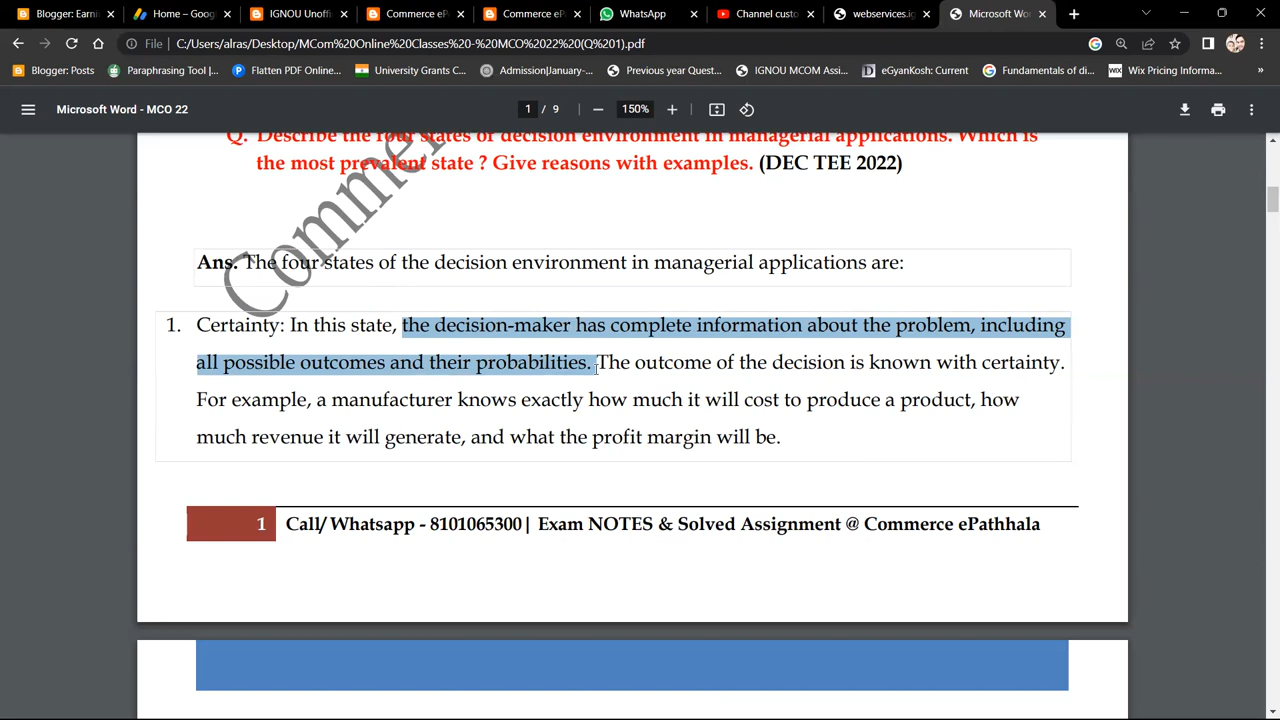 Blogger: Earni
Home – Goog
IGNOU Unoffi
Commerce eP
Commerce eP
WhatsApp
Channel custo
webservices.ig
Microsoft Wor
File C:/Users/alras/Desktop/MCom%20Online%20Classes%20-%20MCO%2022%20(Q%201).pdf
Blogger: Posts
Paraphrasing Tool |...
Flatten PDF Online...
University Grants C...
Admission|January-...
Previous year Quest...
IGNOU MCOM Assi...
eGyanKosh: Current
Fundamentals of di...
WIX Wix Pricing Informa...
»
Microsoft Word - MCO 22
1 / 9
150%
Q. Describe the four states of decision environment in managerial applications. Which is
the most prevalent state ? Give reasons with examples. (DEC TEE 2022)
Commer
Ans. The four states of the decision environment in managerial applications are:
1. Certainty: In this state, the decision-maker has complete information about the problem, including
all possible outcomes and their probabilities. The outcome of the decision is known with certainty.
For example, a manufacturer knows exactly how much it will cost to produce a product, how
much revenue it will generate, and what the profit margin will be.
1 Call/ Whatsapp - 8101065300| Exam NOTES & Solved Assignment @ Commerce ePathhala